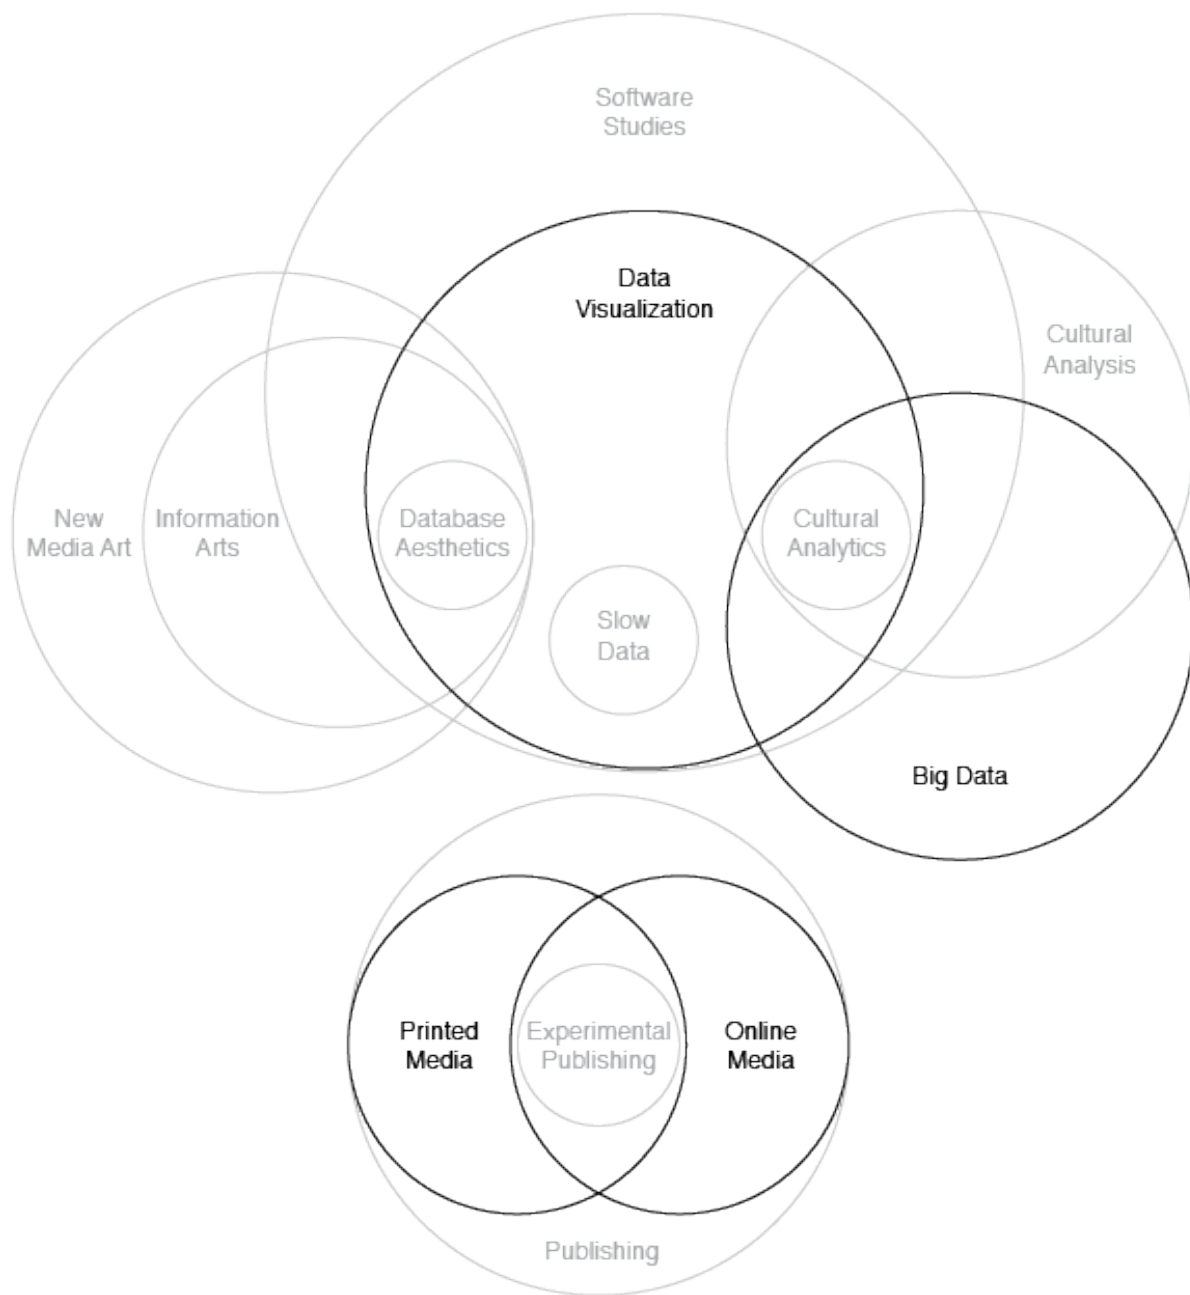 Software
Studies
Data
Visualization
Cultural
Analysis
New
Media Art
Information
Arts
Database
Aesthetics
Cultural
Analytics
Slow
Data
Big Data
Printed
Media
Experimental
Publishing
Online
Media
Publishing